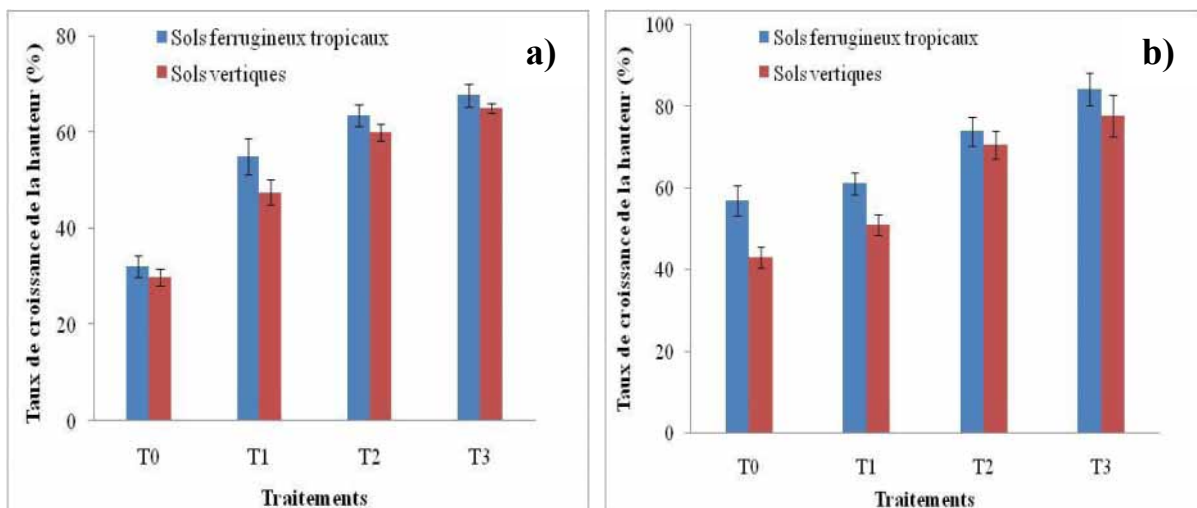 Taux de croissance de la hauteur (%)
80
60
40
20
0
Sols ferrugineux tropicaux
Sols vertiques
a)
T0 T1 T2 T3
Traitements
Taux de croissance de la hauteur (%)
100
80
60
40
20
0
Sols ferrugineux tropicaux
Sols vertiques
b)
T0 T1 T2 T3
Traitements